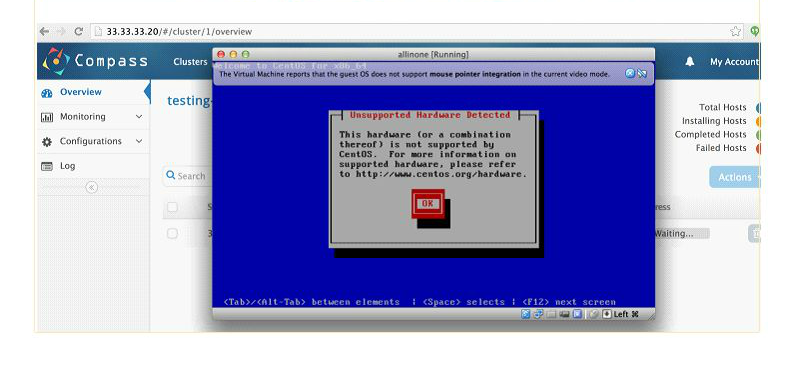 33.33.33.20/#/cluster/1/overview
Compass
Clusters
My Account
allinone [Running]
Welcome to CentOS for x86_64
The Virtual Machine reports that the guest OS does not support mouse pointer integration in the current video mode.
Overview
Monitoring
Configurations
Log
testing-
Search
Total Hosts
Installing Hosts
Completed Hosts
Failed Hosts
Actions
Unsupported Hardware Detected
This hardware (or a combination
thereof) is not supported by
CentOS.  For more information on
supported hardware, please refer
to http://www.centos.org/hardware.
OK
S
ress
3
Waiting...
<Tab>/<Alt-Tab> between elements  | <Space> selects | <F12> next screen
Left ⌘